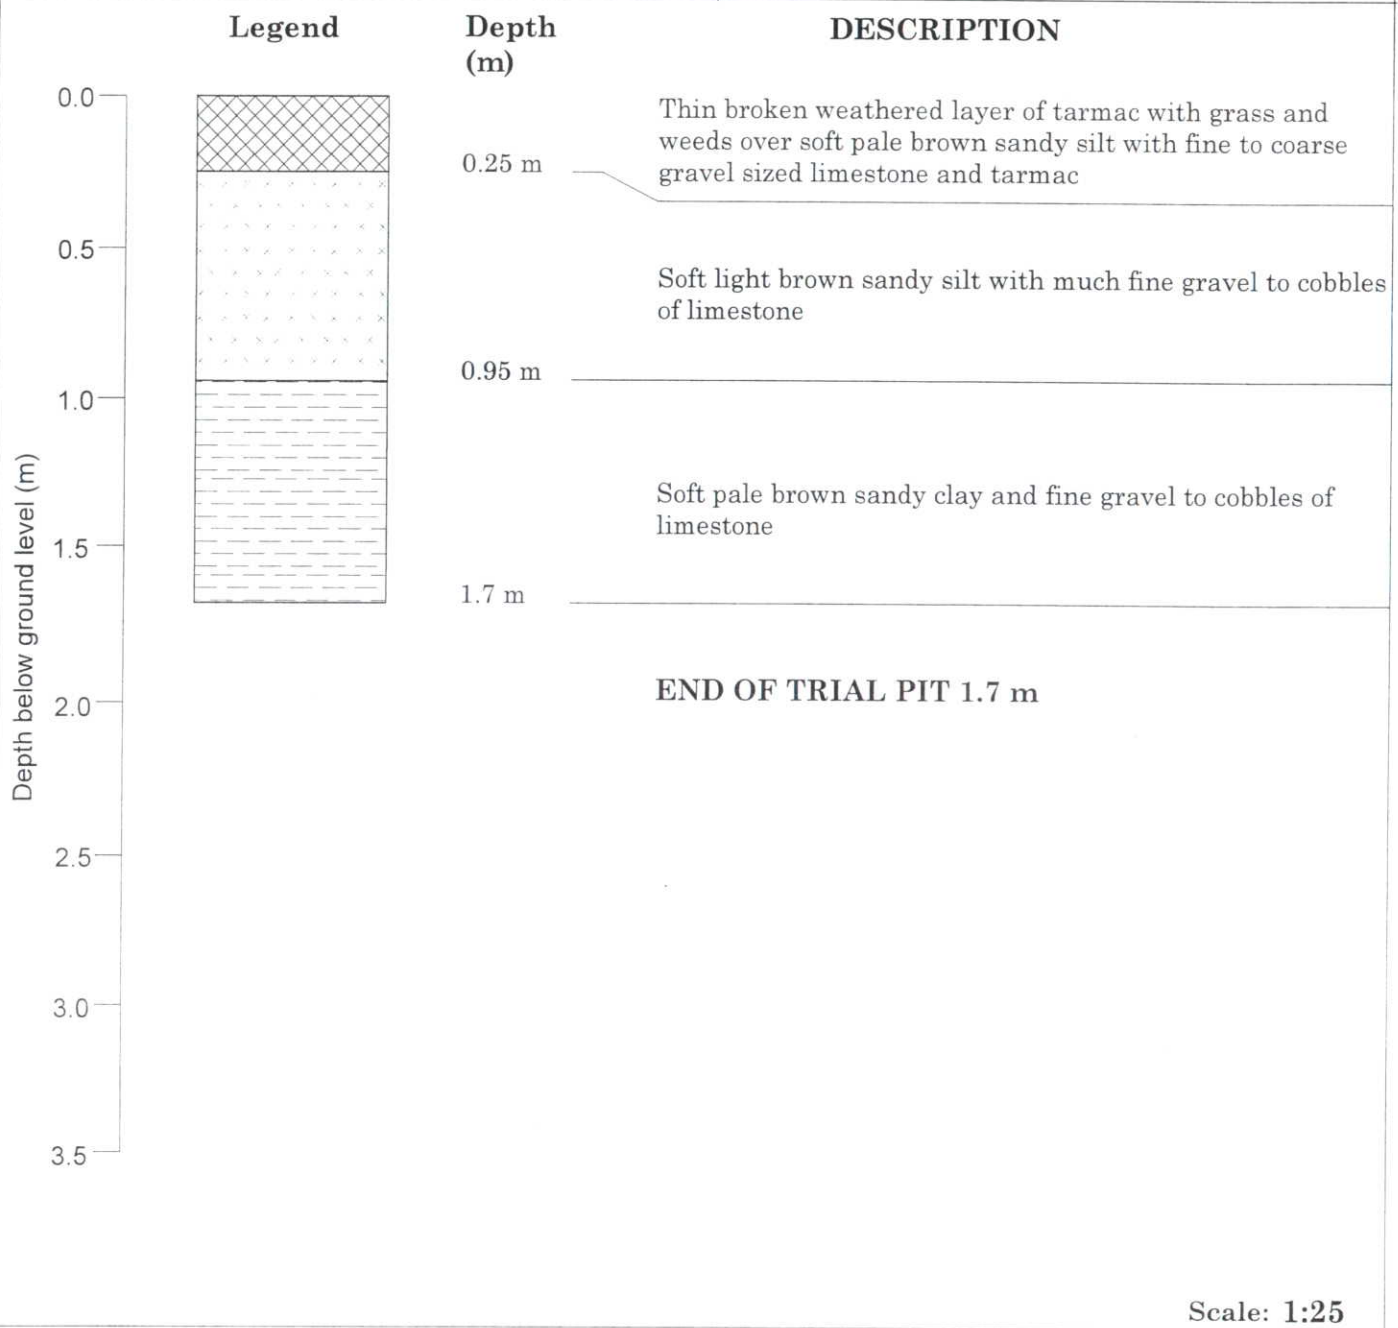 Legend
Depth
(m)
DESCRIPTION
0.0
Thin broken weathered layer of tarmac with grass and
weeds over soft pale brown sandy silt with fine to coarse
gravel sized limestone and tarmac
0.25 m
0.5
Soft light brown sandy silt with much fine gravel to cobbles
of limestone
0.95 m
1.0
Soft pale brown sandy clay and fine gravel to cobbles of
limestone
1.5
1.7 m
Depth below ground level (m)
END OF TRIAL PIT 1.7 m
2.0
2.5
3.0
3.5
Scale: 1:25